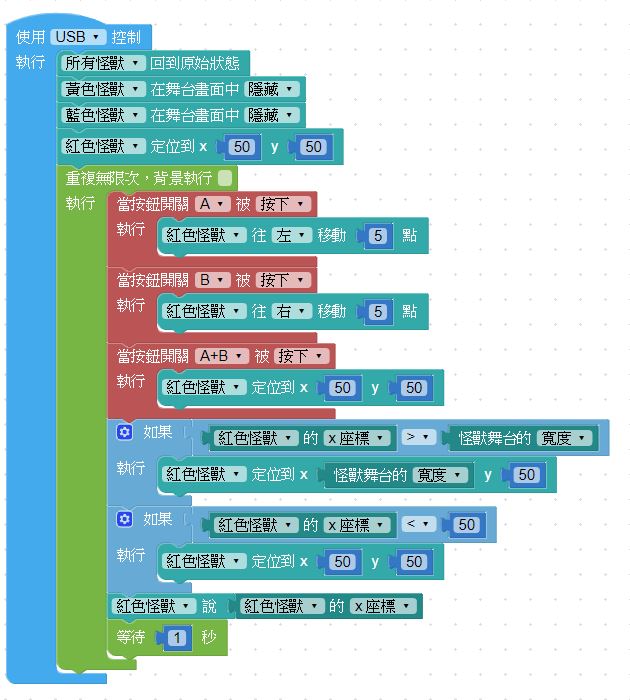 使用 USB 控制
執行 所有怪獸 回到原始狀態
黃色怪獸 在舞台畫面中 隱藏
藍色怪獸 在舞台畫面中 隱藏
紅色怪獸 定位到 x 50 y 50
重複無限次，背景執行
執行 當按鈕開關 A 被 按下
執行 紅色怪獸 往 左 移動 5 點
當按鈕開關 B 被 按下
執行 紅色怪獸 往 右 移動 5 點
當按鈕開關 A+B 被 按下
執行 紅色怪獸 定位到 x 50 y 50
如果 紅色怪獸 的 x 座標 > 怪獸舞台的 寬度
執行 紅色怪獸 定位到 x 怪獸舞台的 寬度 y 50
如果 紅色怪獸 的 x 座標 < 50
執行 紅色怪獸 定位到 x 50 y 50
紅色怪獸 說 紅色怪獸 的 x 座標
等待 1 秒